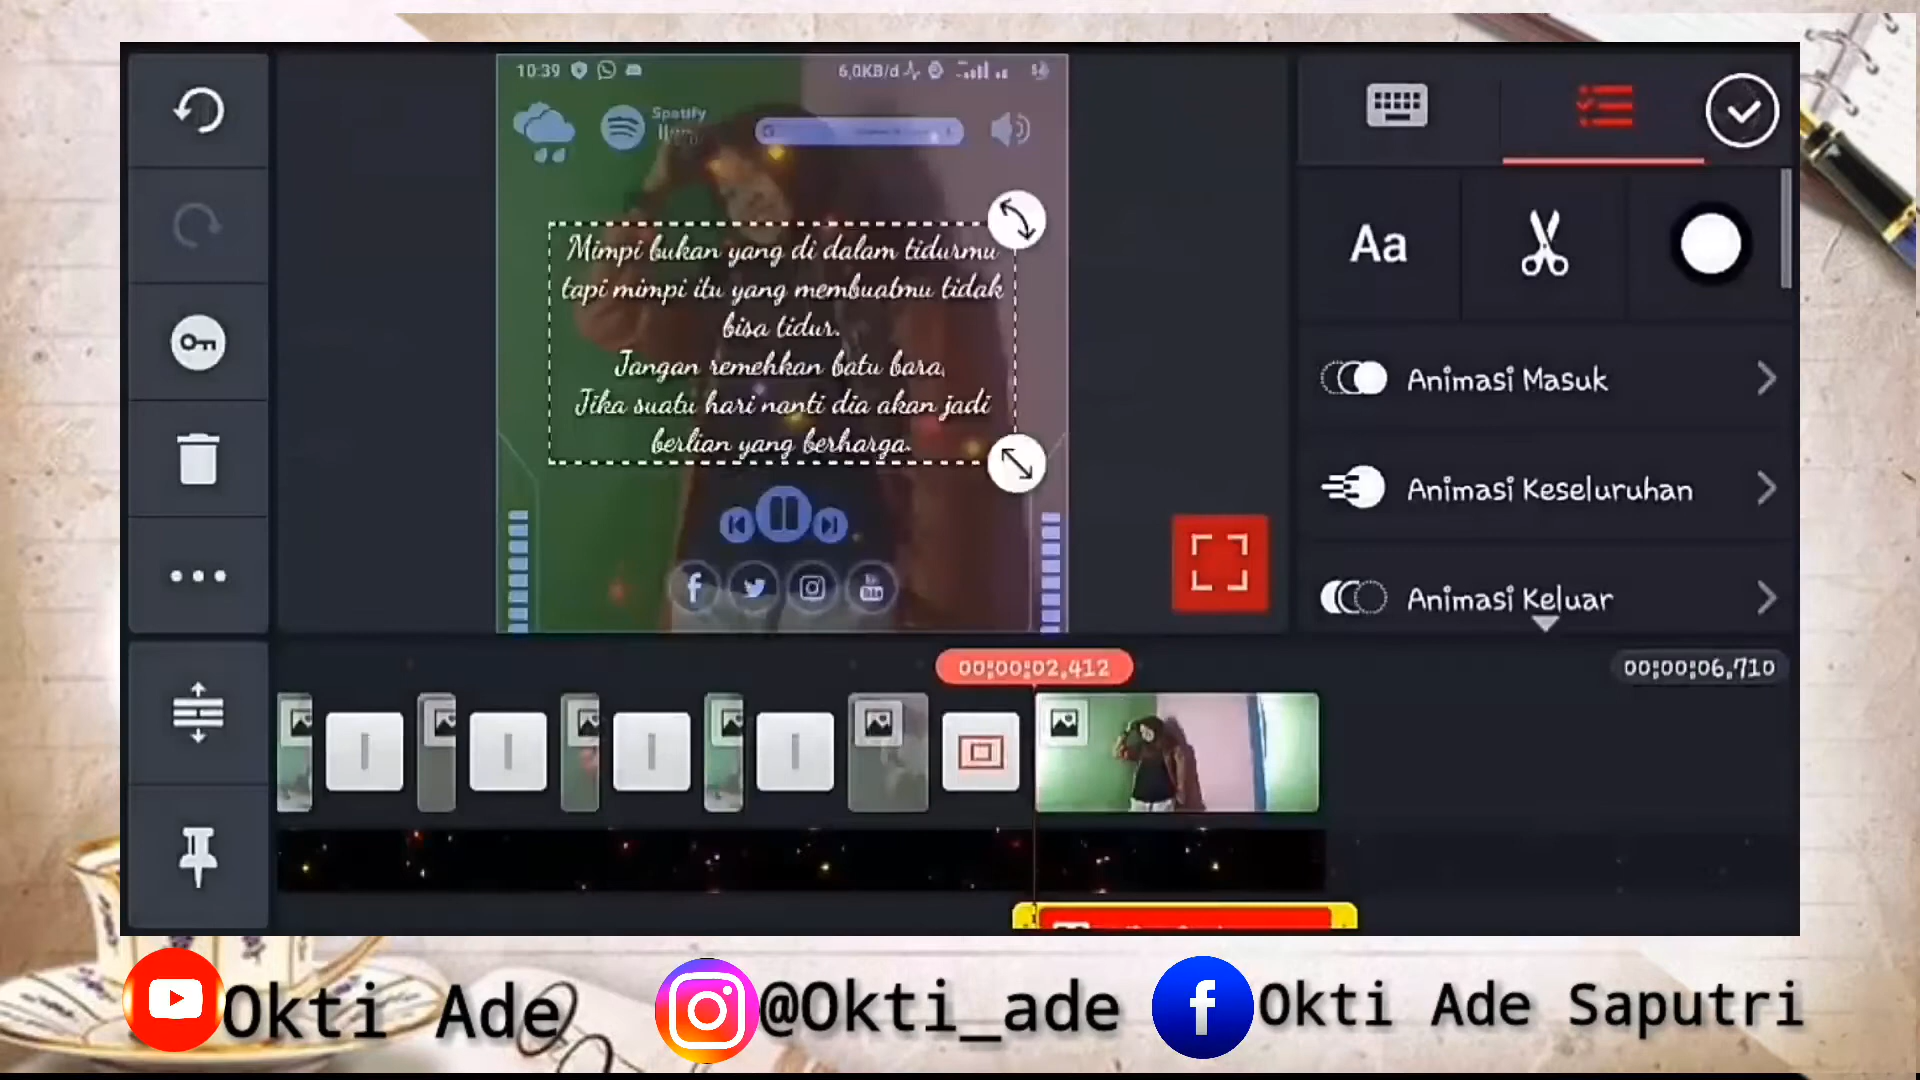 10:39
6,0KB/d
Spotify
Mimpi bukan yang di dalam tidurmu
tapi mimpi itu yang membuatmu tidak
bisa tidur.
Jangan remehkan batu bara,
Jika suatu hari nanti dia akan jadi
berlian yang berharga.
Aa
Animasi Masuk
Animasi Keseluruhan
Animasi Keluar
00:00:02,412
00:00:06,710
Okti Ade
@Okti_ade
Okti Ade Saputri